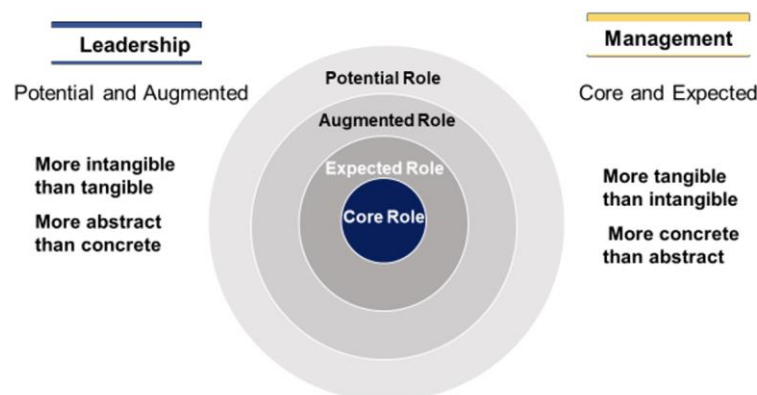 Leadership
Potential and Augmented
More intangible
than tangible
More abstract
than concrete
Potential Role
Augmented Role
Expected Role
Core Role
Management
Core and Expected
More tangible
than intangible
More concrete
than abstract